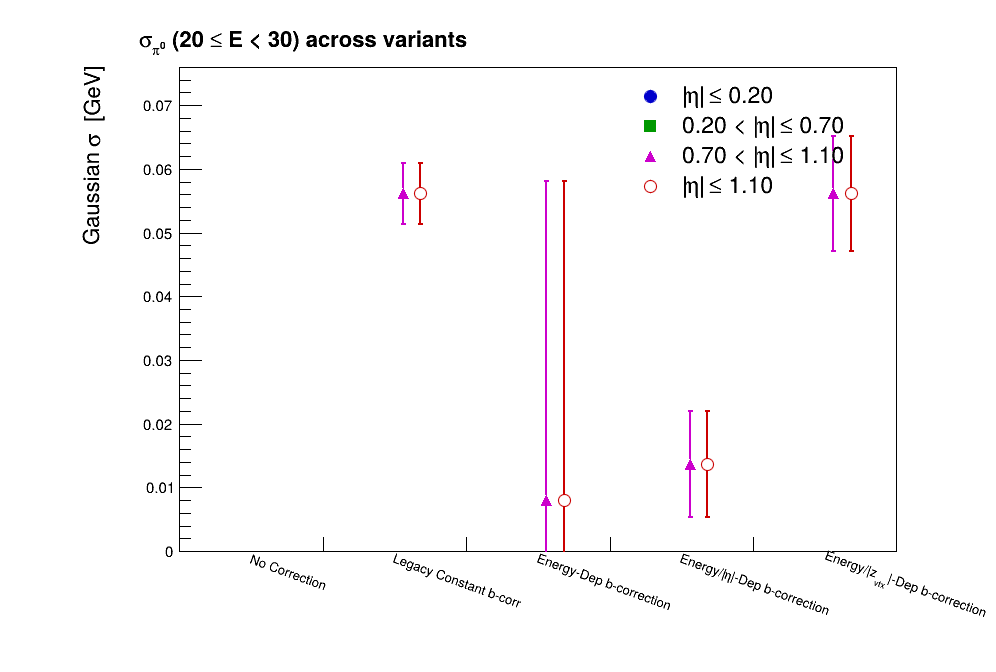 σπ⁰ (20 ≤ E < 30) across variants
Gaussian σ [GeV]
|η| ≤ 0.20
0.20 < |η| ≤ 0.70
0.70 < |η| ≤ 1.10
|η| ≤ 1.10
0.07
0.06
0.05
0.04
0.03
0.02
0.01
0
No Correction
Legacy Constant b-corr
Energy-Dep b-correction
Energy/|η|-Dep b-correction
Energy/|z_vtx|-Dep b-correction